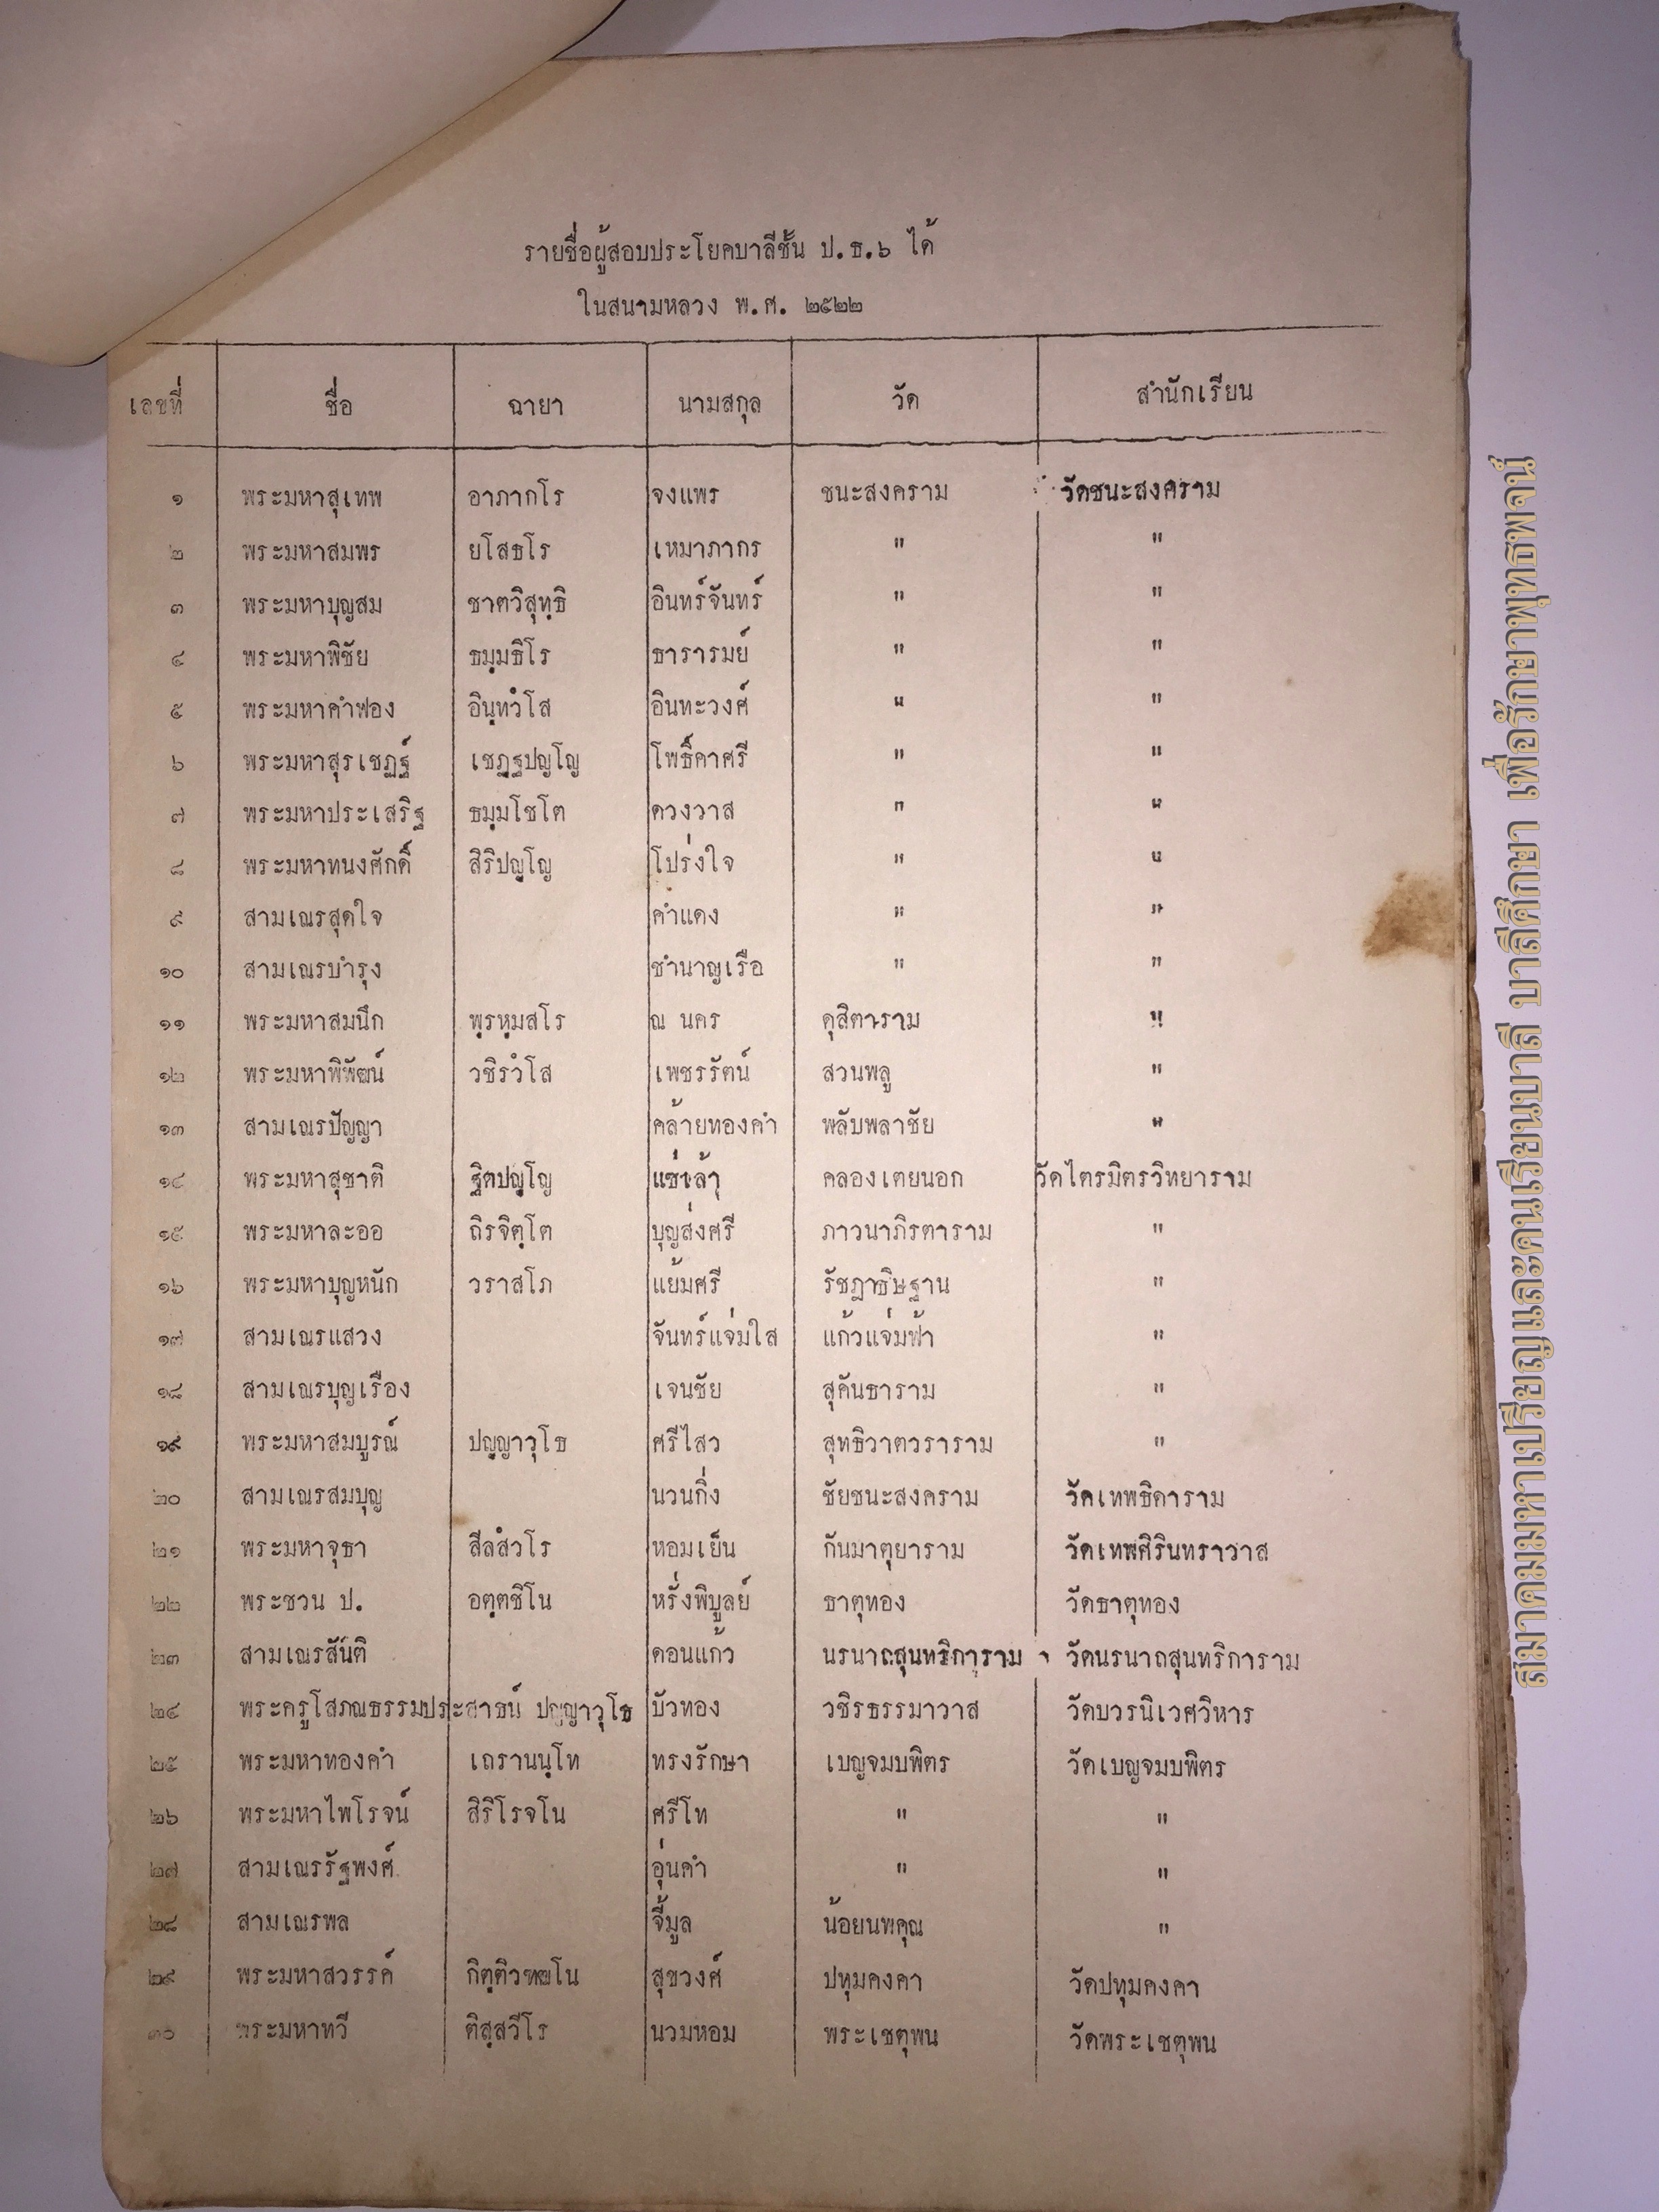 รายชื่อผู้สอบประโยคบาลีชั้น ป.ธ.๖ ได้
ในสนามหลวง พ.ศ. ๒๕๒๒
เลขที่ ชื่อ ฉายา นามสกุล วัด สำนักเรียน
๑ พระมหาสุเทพ อาภากโร จงแพร ชนะสงคราม วัดชนะสงคราม
๒ พระมหาสมพร ยโสธโร เหมาภากร " "
๓ พระมหาบุญสม ชาตวิสุทฺธิ อินทร์จันทร์ " "
๔ พระมหาพิชัย ธมฺมธิโร ธารารมย์ " "
๕ พระมหาคำฟอง อินฺทวํโส อินทะวงศ์ " "
๖ พระมหาสุรเชฏฐ์ เชฏฺฐปญฺโญ โพธิ์คาศรี " "
๗ พระมหาประเสริฐ ธมฺมโชโต ดวงวาส " "
๘ พระมหาทนงศักดิ์ สิริปญฺโญ โปร่งใจ " "
๙ สามเณรสุดใจ คำแดง " "
๑๐ สามเณรบำรุง ชำนาญเรือ " "
๑๑ พระมหาสมนึก พฺรหฺมสโร ณ นคร ดุสิตาราม "
๑๒ พระมหาพิพัฒน์ วชิรวํโส เพชรรัตน์ สวนพลู "
๑๓ สามเณรปัญญา คล้ายทองคำ พลับพลาชัย "
๑๔ พระมหาสุชาติ ฐิตปญฺโญ แซ่ล้ำ คลองเตยนอก วัดไตรมิตรวิทยาราม
๑๕ พระมหาละออ ถิรจิตฺโต บุญส่งศรี ภาวนาภิรตาราม "
๑๖ พระมหาบุญหนัก วราสโภ แย้มศรี รัชฎาธิษฐาน "
๑๗ สามเณรแสวง จันทร์แจ่มใส แก้วแจ่มฟ้า "
๑๘ สามเณรบุญเรือง เจนชัย สุคันธาราม "
๑๙ พระมหาสมบูรณ์ ปญฺญาวุโธ ศรีไสว สุทธิวาตวราราม "
๒๐ สามเณรสมบุญ นวนกิ่ง ชัยชนะสงคราม วัดเทพธิดาราม
๒๑ พระมหาจุธา สีลสํวโร หอมเย็น กันมาตุยาราม วัดเทพศิรินทราวาส
๒๒ พระชวน ป. อตฺตชิโน หรั่งพิบูลย์ ธาตุทอง วัดธาตุทอง
๒๓ สามเณรสันติ ดอนแก้ว นรนาถสุนทริการาม วัดนรนาถสุนทริการาม
๒๔ พระครูโสภณธรรมประสาธน์ ปญฺญาวุโธ บัวทอง วชิรธรรมาวาส วัดบวรนิเวศวิหาร
๒๕ พระมหาทองคำ เถรานนฺโท ทรงรักษา เบญจมบพิตร วัดเบญจมบพิตร
๒๖ พระมหาไพโรจน์ สิริโรจโน ศรีโท " "
๒๗ สามเณรรัฐพงศ์ อุ่นคำ " "
๒๘ สามเณรพล จี้มูล น้อยนพคุณ "
๒๙ พระมหาสวรรค์ กิตฺติวฑฺฒโน สุขวงศ์ ปทุมคงคา วัดปทุมคงคา
๓๐ พระมหาทวี ติสฺสวีโร นวมหอม พระเชตุพน วัดพระเชตุพน
สมาคมมหาเปรียญและคนเรียนบาลี บาลีศึกษา เพื่อรักษาพุทธพจน์